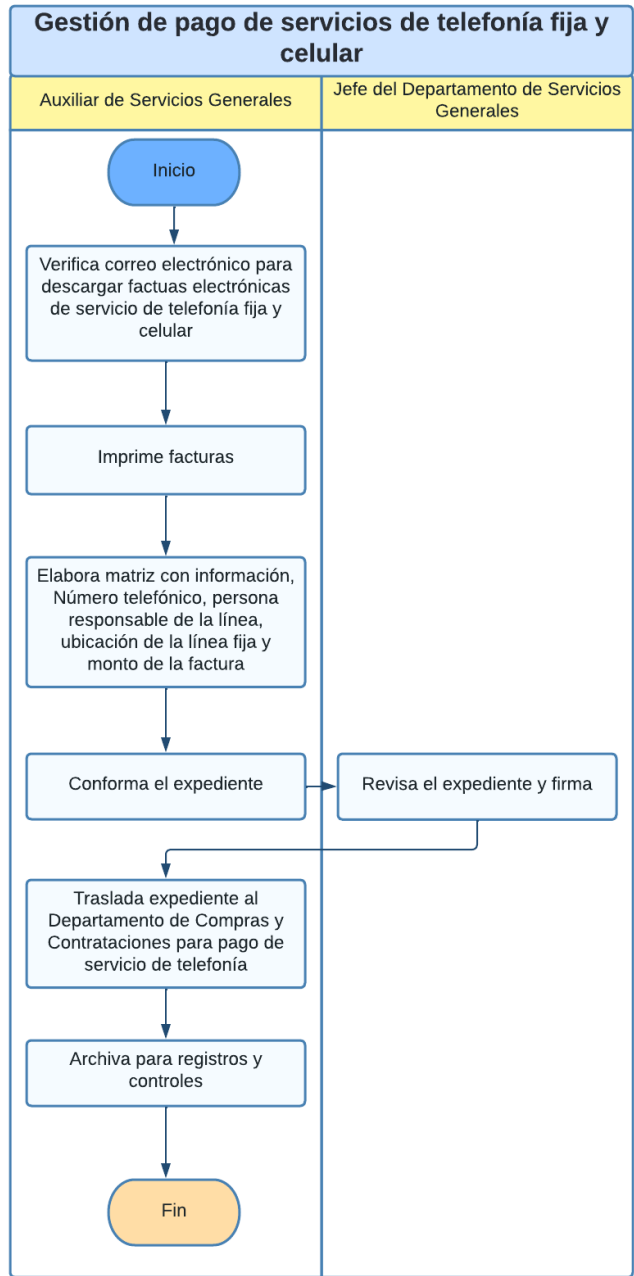 Gestión de pago de servicios de telefonía fija y
celular
Auxiliar de Servicios Generales
Jefe del Departamento de Servicios
Generales
Inicio
Verifica correo electrónico para
descargar factuas electrónicas
de servicio de telefonía fija y
celular
Imprime facturas
Elabora matriz con información,
Número telefónico, persona
responsable de la línea,
ubicación de la línea fija y
monto de la factura
Conforma el expediente
Revisa el expediente y firma
Traslada expediente al
Departamento de Compras y
Contrataciones para pago de
servicio de telefonía
Archiva para registros y
controles
Fin